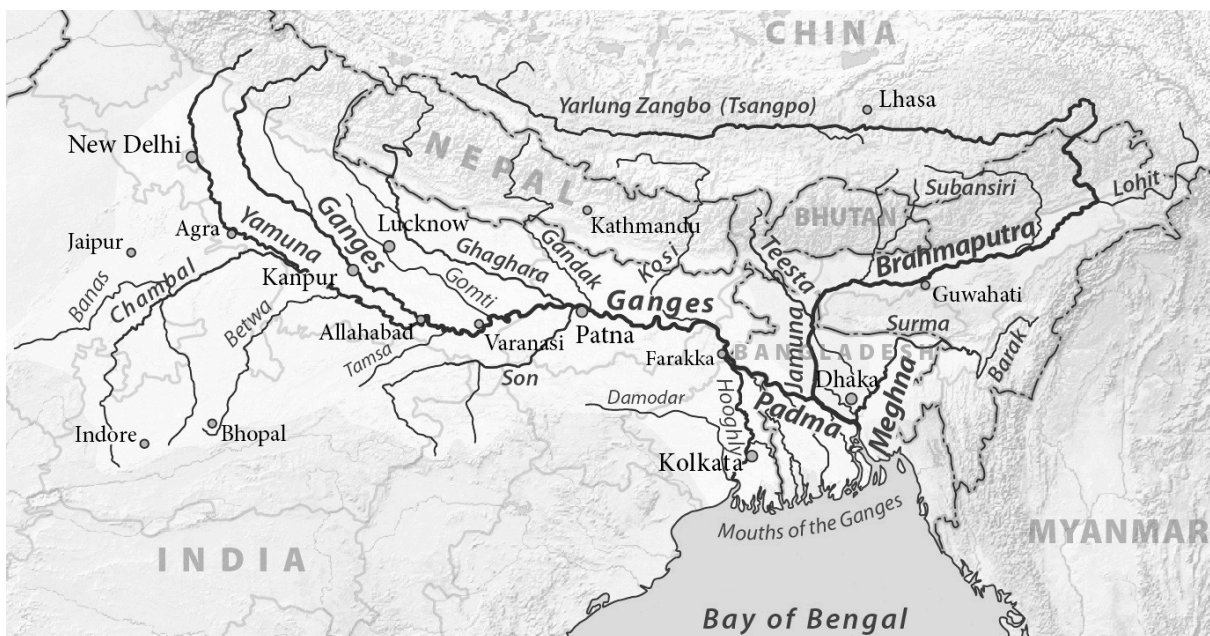 CHINA
Yarlung Zangbo (Tsangpo)
Lhasa
New Delhi
NEPAL
Subansiri
Lohit
Ganges
Lucknow
Kathmandu
BHUTAN
Jaipur
Agra
Yamuna
Ghaghara
Gandak
Kosi
Teesta
Brahmaputra
Banas
Chambal
Kanpur
Gomti
Ganges
Guwahati
Betwa
Allahabad
Varanasi
Patna
Surma
Tamsa
Son
Farakka
BANGLADESH
Jamuna
Barak
Dhaka
Damodar
Hooghly
Padma
Meghna
Indore
Bhopal
Kolkata
Mouths of the Ganges
INDIA
MYANMAR
Bay of Bengal